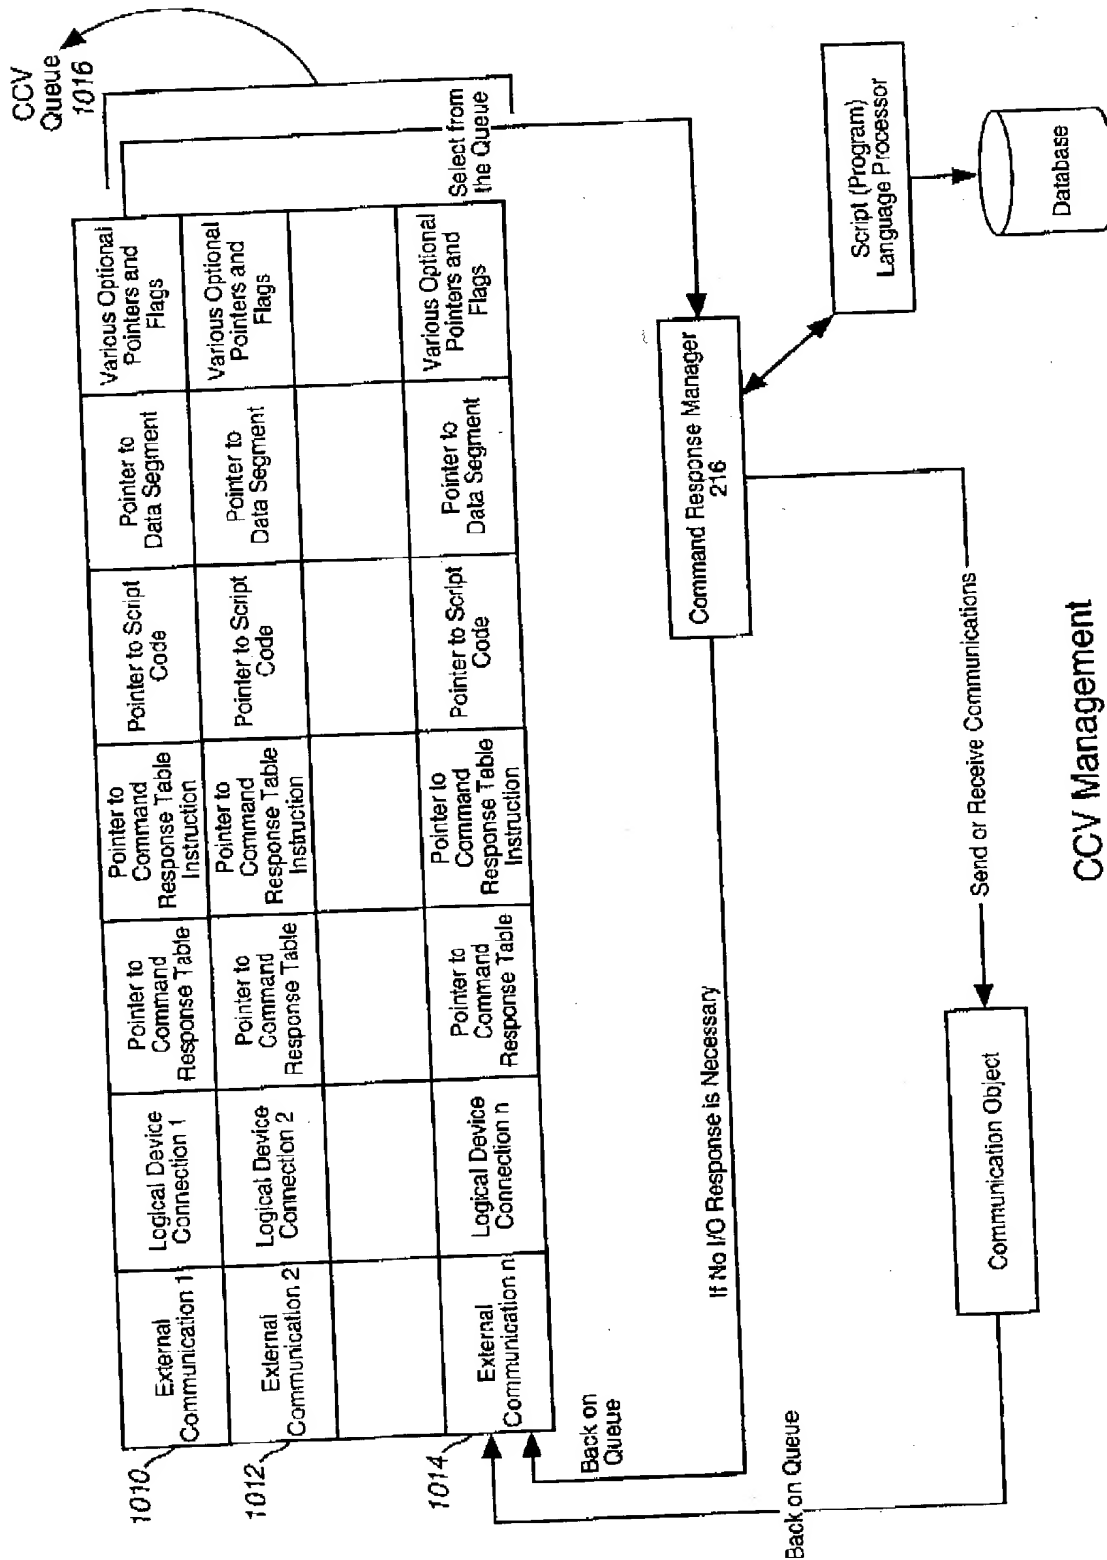 CCV
Queue
1016
1010
External
Communication 1
Logical Device
Connection 1
Pointer to
Command
Response Table
Pointer to
Command
Response Table
Instruction
Pointer to Script
Code
Pointer to
Data Segment
Various Optional
Pointers and
Flags
1012
External
Communication 2
Logical Device
Connection 2
Pointer to
Command
Response Table
Pointer to
Command
Response Table
Instruction
Pointer to Script
Code
Pointer to
Data Segment
Various Optional
Pointers and
Flags
1014
External
Communication n
Logical Device
Connection n
Pointer to
Command
Response Table
Pointer to
Command
Response Table
Instruction
Pointer to Script
Code
Pointer to
Data Segment
Various Optional
Pointers and
Flags
Select from
the Queue
Back on
Queue
If No I/O Response is Necessary
Command Response Manager
216
Script (Program)
Language Processor
Database
Back on Queue
Communication Object
Send or Receive Communications
CCV Management